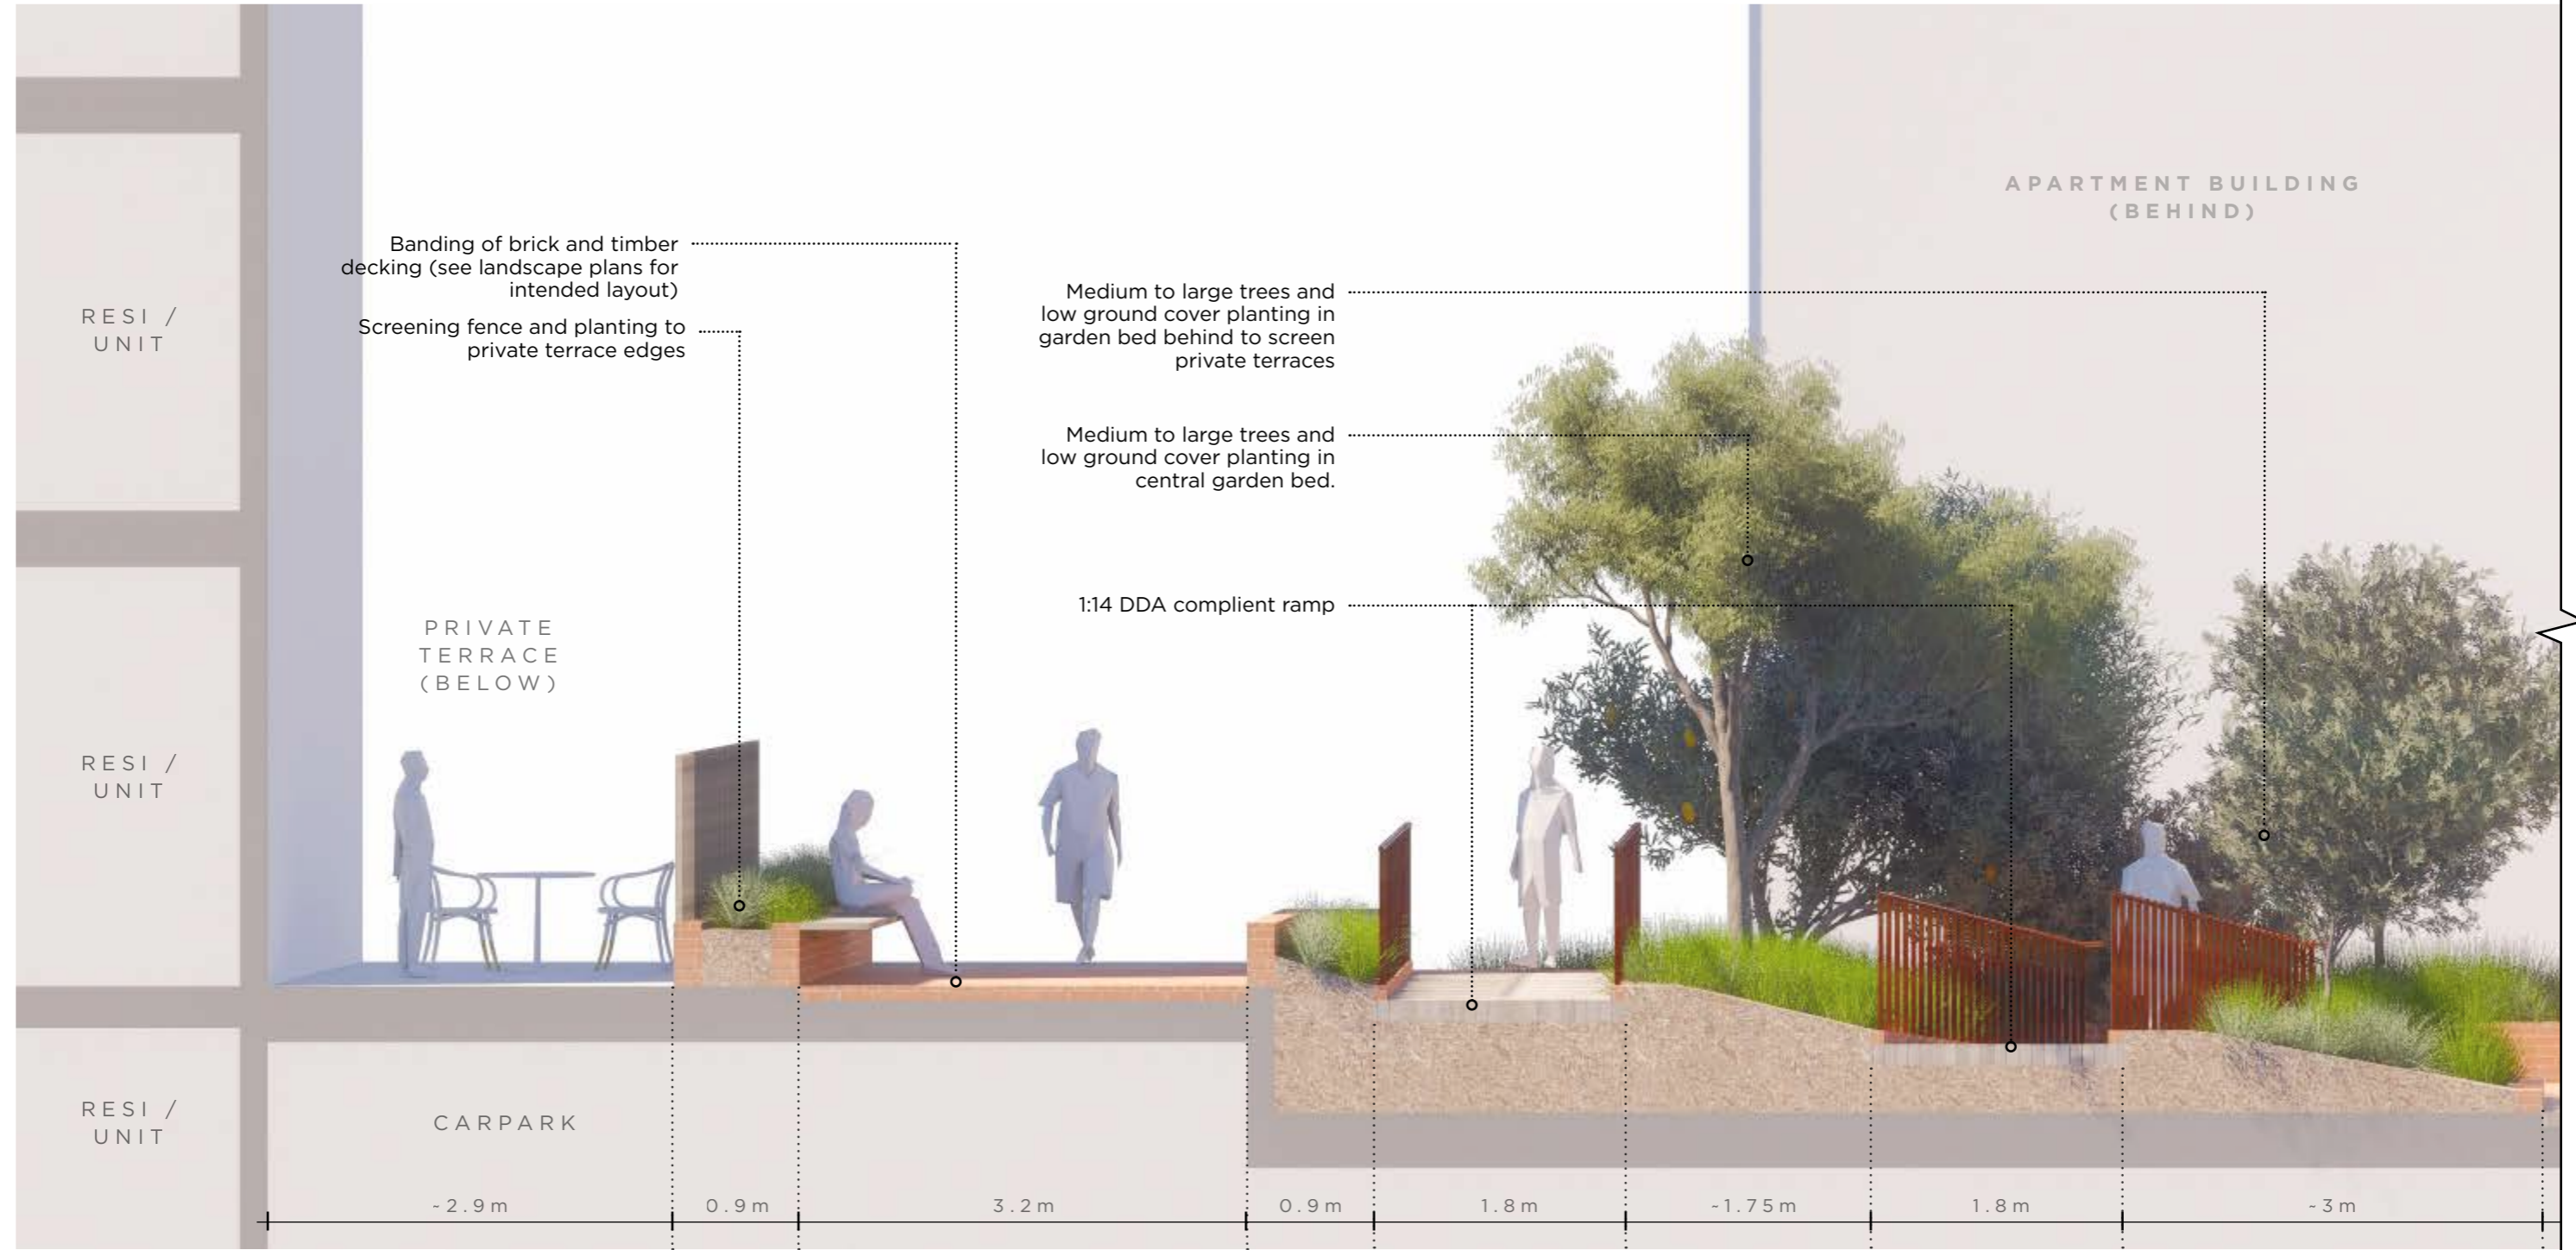 APARTMENT BUILDING
(BEHIND)
Banding of brick and timber
decking (see landscape plans for
intended layout)
Screening fence and planting to
private terrace edges
Medium to large trees and
low ground cover planting in
garden bed behind to screen
private terraces
Medium to large trees and
low ground cover planting in
central garden bed.
1:14 DDA complient ramp
RESI /
UNIT
PRIVATE
TERRACE
(BELOW)
RESI /
UNIT
RESI /
UNIT
CARPARK
~2.9m
0.9m
3.2m
0.9m
1.8m
~1.75m
1.8m
~3m